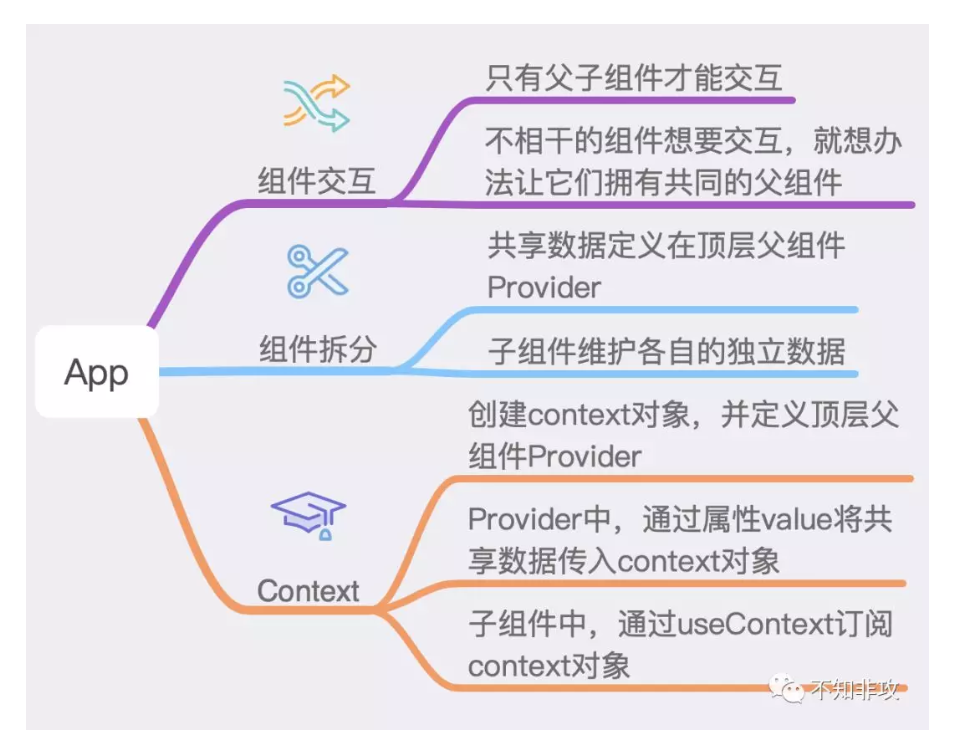 只有父子组件才能交互
不相干的组件想要交互，就想办
法让它们拥有共同的父组件
组件交互
共享数据定义在顶层父组件
Provider
组件拆分
子组件维护各自的独立数据
App
创建context对象，并定义顶层父
组件Provider
Provider中，通过属性value将共
享数据传入context对象
Context
子组件中，通过useContext订阅
context对象
不知非攻